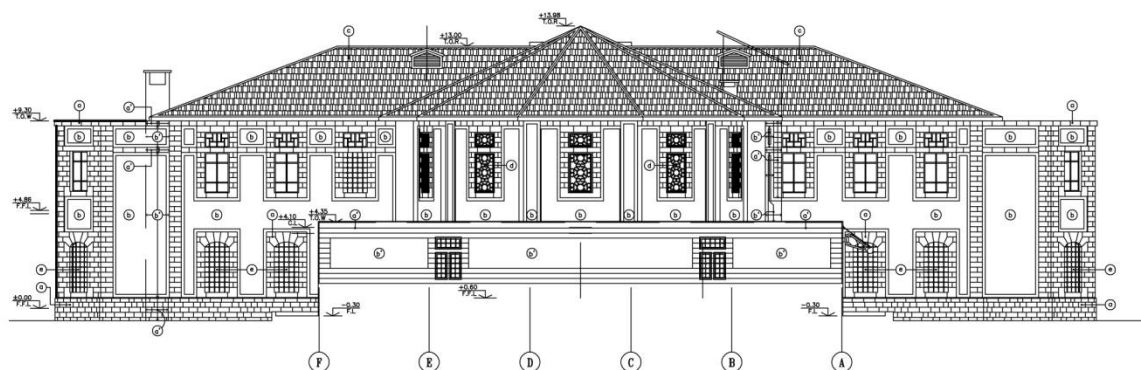 +13.98
T.O.R
+13.00
T.O.R
c
c
+9.30
T.O.W
a
a
a'
b
b
b'
b
b
b
b
b'
b
b
b
b
a'
a'
a'
d
d
b
b
b'
b'
b
b
+4.86
F.F.L
b
b
b
b
b
b
b
b
b
b'
b
b
b
+4.35
T.O.W
+4.10
C.L
a
a'
a'
a
b'
b'
b'
e
e
e
e
a
±0.00
F.F.L
+0.60
F.F.L
-0.30
F.L
-0.30
F.L
a
a'
F
E
D
C
B
A